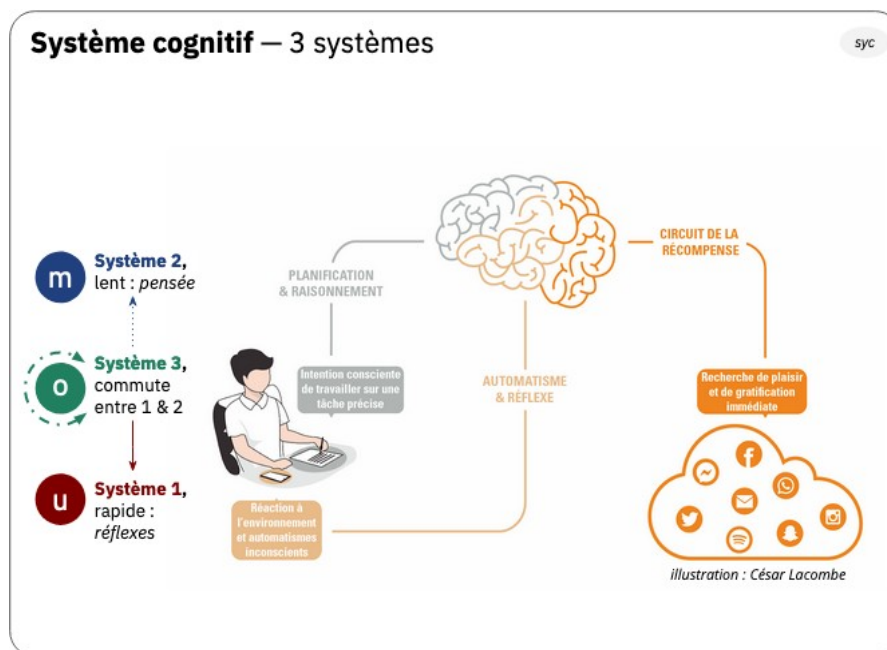 Système cognitif — 3 systèmes
syc
m
Système 2,
lent : pensée
o
Système 3,
commute
entre 1 & 2
u
Système 1,
rapide :
réflexes
PLANIFICATION
& RAISONNEMENT
Intention consciente
de travailler sur une
tâche précise
AUTOMATISME
& RÉFLEXE
Réaction à
l'environnement
et automatismes
inconscients
CIRCUIT DE LA
RÉCOMPENSE
Recherche de plaisir
et de gratification
immédiate
illustration : César Lacombe